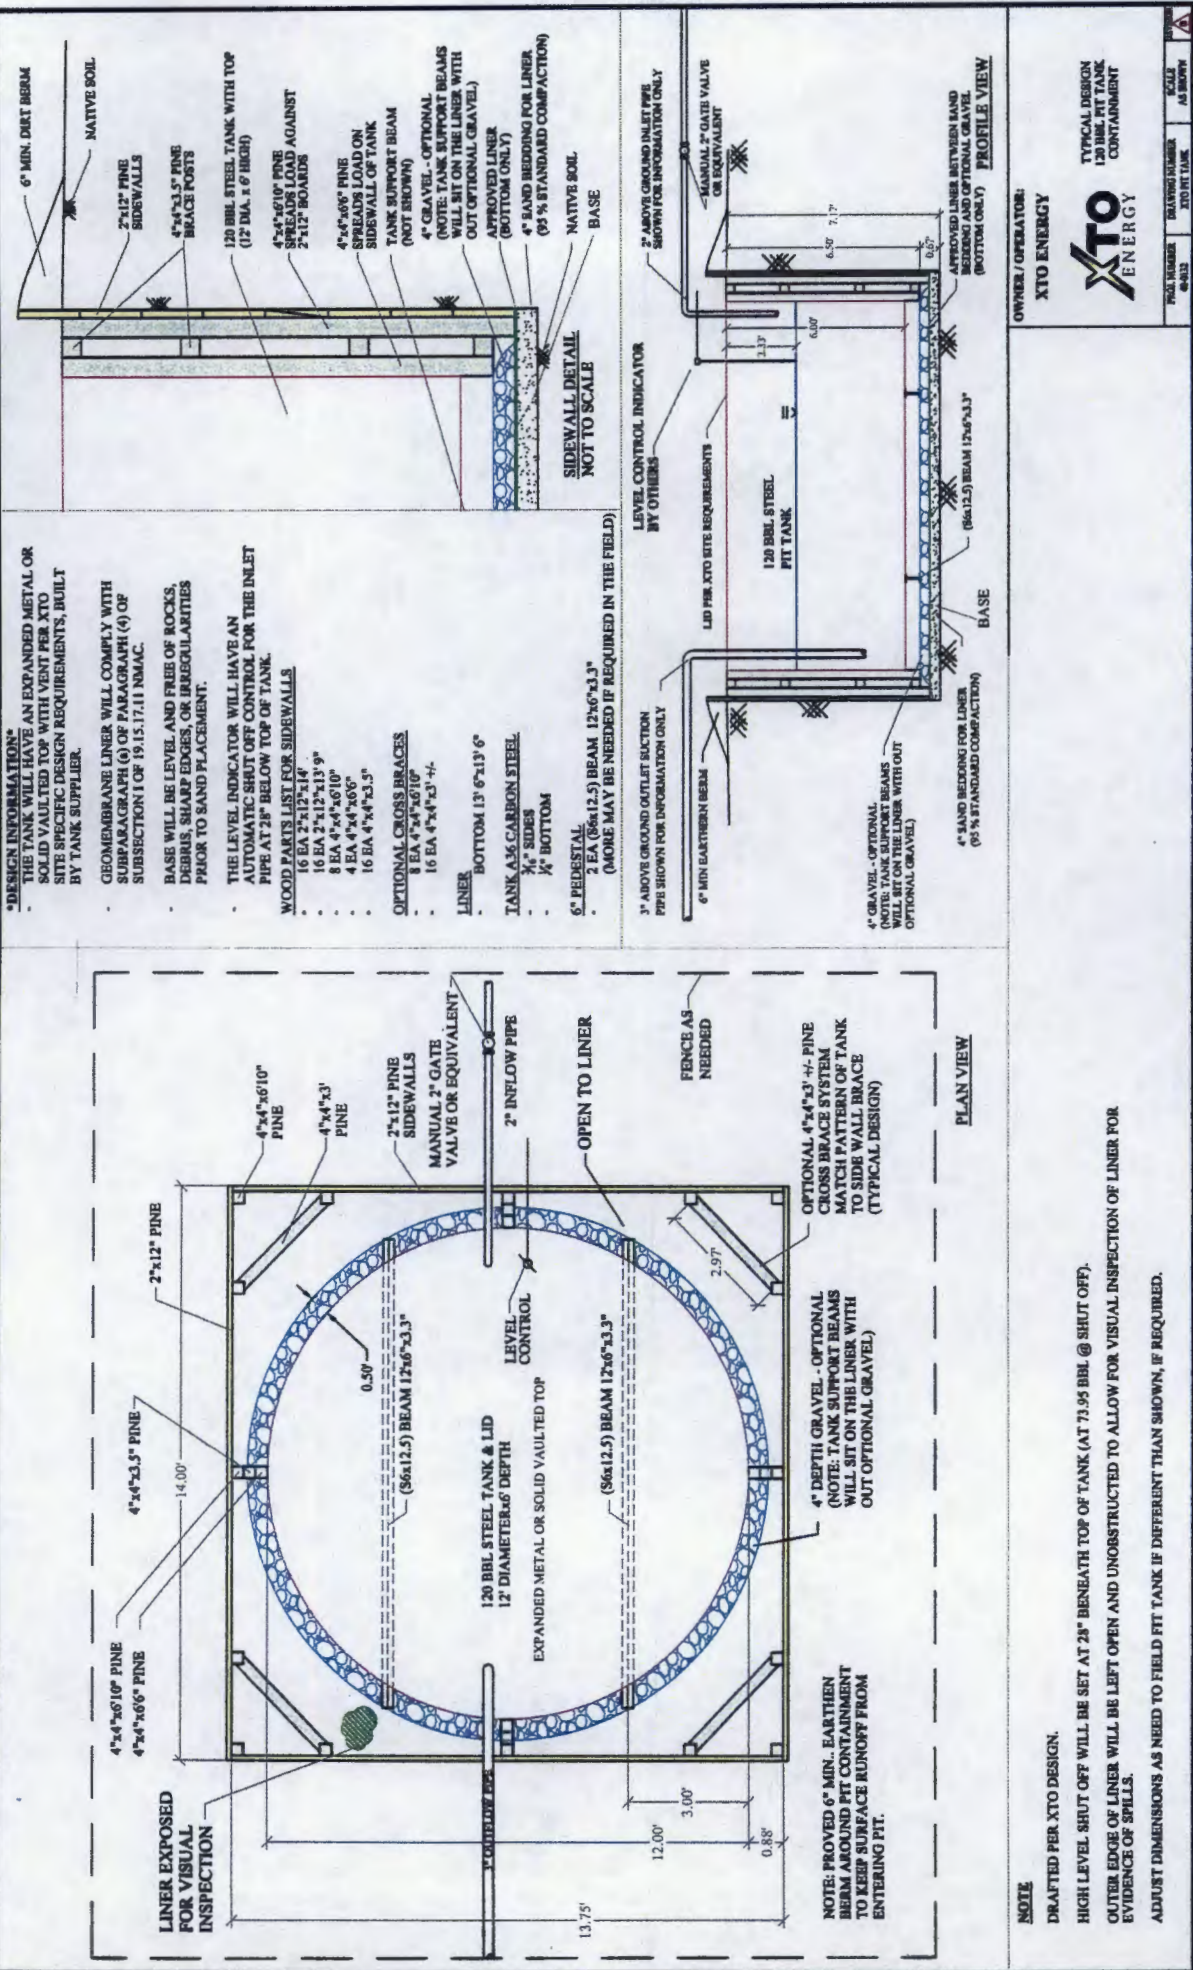 *DESIGN INFORMATION*
- THE TANK WILL HAVE AN EXPANDED METAL OR
SOLID VAULTED TOP WITH VENT PER XTO
SITE SPECIFIC DESIGN REQUIREMENTS, BUILT
BY TANK SUPPLIER.
- GEOMEMBRANE LINER WILL COMPLY WITH
SUBPARAGRAPH (a) OF PARAGRAPH (4) OF
SUBSECTION I OF 19.15.17.11 NMAC.
- BASE WILL BE LEVEL AND FREE OF ROCKS,
DEBRIS, SHARP EDGES, OR IRREGULARITIES
PRIOR TO SAND PLACEMENT.
- THE LEVEL INDICATOR WILL HAVE AN
AUTOMATIC SHUT OFF CONTROL FOR THE INLET
PIPE AT 28" BELOW TOP OF TANK.
WOOD PARTS LIST FOR SIDEWALLS
- 16 EA 2"x12"x14'
- 16 EA 2"x12"x13' 9"
- 8 EA 4"x4"x6'10"
- 4 EA 4"x4"x6'6"
- 16 EA 4"x4"x3.5"
OPTIONAL CROSS BRACES
- 8 EA 4"x4"x6'10"
- 16 EA 4"x4"x3' +/-
LINER
- BOTTOM 13' 6"x13' 6"
TANK A36 CARBON STEEL
- 3/16" SIDES
- 1/4" BOTTOM
6" PEDESTAL
- 2 EA (S6x12.5) BEAM 12'x6"x3.3"
(MORE MAY BE NEEDED IF REQUIRED IN THE FIELD)
6" MIN. DIRT BERM
NATIVE SOIL
2"x12" PINE
SIDEWALLS
4"x4"x3.5" PINE
BRACE POSTS
120 BBL STEEL TANK WITH TOP
(12' DIA. x 6' HIGH)
4"x4"x6'10" PINE
SPREADS LOAD AGAINST
2"x12" BOARDS
4"x4"x6'6" PINE
SPREADS LOAD ON
SIDEWALL OF TANK
TANK SUPPORT BEAM
(NOT SHOWN)
4" GRAVEL - OPTIONAL
(NOTE: TANK SUPPORT BEAMS
WILL SIT ON THE LINER WITH
OUT OPTIONAL GRAVEL)
APPROVED LINER
(BOTTOM ONLY)
4" SAND BEDDING FOR LINER
(95 % STANDARD COMPACTION)
NATIVE SOIL
BASE
SIDEWALL DETAIL
NOT TO SCALE
LINER EXPOSED
FOR VISUAL
INSPECTION
4"x4"x6'10" PINE
4"x4"x6'6" PINE
4"x4"x3.5" PINE
2"x12" PINE
4"x4"x6'10"
PINE
4"x4"x3'
PINE
2"x12" PINE
SIDEWALLS
MANUAL 2" GATE
VALVE OR EQUIVALENT
2" INFLOW PIPE
OPEN TO LINER
FENCE AS
NEEDED
14.00'
0.50'
(S6x12.5) BEAM 12'x6"x3.3"
120 BBL STEEL TANK & LID
12' DIAMETERx6' DEPTH
LEVEL
CONTROL
EXPANDED METAL OR SOLID VAULTED TOP
(S6x12.5) BEAM 12'x6"x3.3"
3" OUTFLOW PIPE
2.97'
3.00'
12.00'
0.88'
13.75'
4" DEPTH GRAVEL - OPTIONAL
(NOTE: TANK SUPPORT BEAMS
WILL SIT ON THE LINER WITH
OUT OPTIONAL GRAVEL)
OPTIONAL 4"x4"x3' +/- PINE
CROSS BRACE SYSTEM
MATCH PATTERN OF TANK
TO SIDE WALL BRACE
(TYPICAL DESIGN)
NOTE: PROVED 6" MIN.. EARTHEN
BERM AROUND PIT CONTAINMENT
TO KEEP SURFACE RUNOFF FROM
ENTERING PIT.
PLAN VIEW
3" ABOVE GROUND OUTLET SUCTION
PIPE SHOWN FOR INFORMATION ONLY
6" MIN EARTHERN BERM
LEVEL CONTROL INDICATOR
BY OTHERS
LID PER XTO SITE REQUIREMENTS
2" ABOVE GROUND INLET PIPE
SHOWN FOR INFORMATION ONLY
MANUAL 2" GATE VALVE
OR EQUIVALENT
120 BBL STEEL
PIT TANK
2.33'
6.00'
6.50'
7.17'
0.67'
4" GRAVEL - OPTIONAL
(NOTE: TANK SUPPORT BEAMS
WILL SIT ON THE LINER WITH OUT
OPTIONAL GRAVEL)
4" SAND BEDDING FOR LINER
(95 % STANDARD COMPACTION)
BASE
(S6x12.5) BEAM 12'x6"x3.3"
APPROVED LINER BETWEEN SAND
BEDDING AND OPTIONAL GRAVEL
(BOTTOM ONLY)
PROFILE VIEW
NOTE
DRAFTED PER XTO DESIGN.
HIGH LEVEL SHUT OFF WILL BE SET AT 28" BENEATH TOP OF TANK (AT 73.95 BBL @ SHUT OFF).
OUTER EDGE OF LINER WILL BE LEFT OPEN AND UNOBSTRUCTED TO ALLOW FOR VISUAL INSPECTION OF LINER FOR
EVIDENCE OF SPILLS.
ADJUST DIMENSIONS AS NEED TO FIELD FIT TANK IF DIFFERENT THAN SHOWN, IF REQUIRED.
OWNER / OPERATOR:
XTO ENERGY
XTO
ENERGY
TYPICAL DESIGN
120 BBL PIT TANK
CONTAINMENT
PROJ. NUMBER
DRAWING NUMBER
XTO PIT TANK
SCALE
AS SHOWN